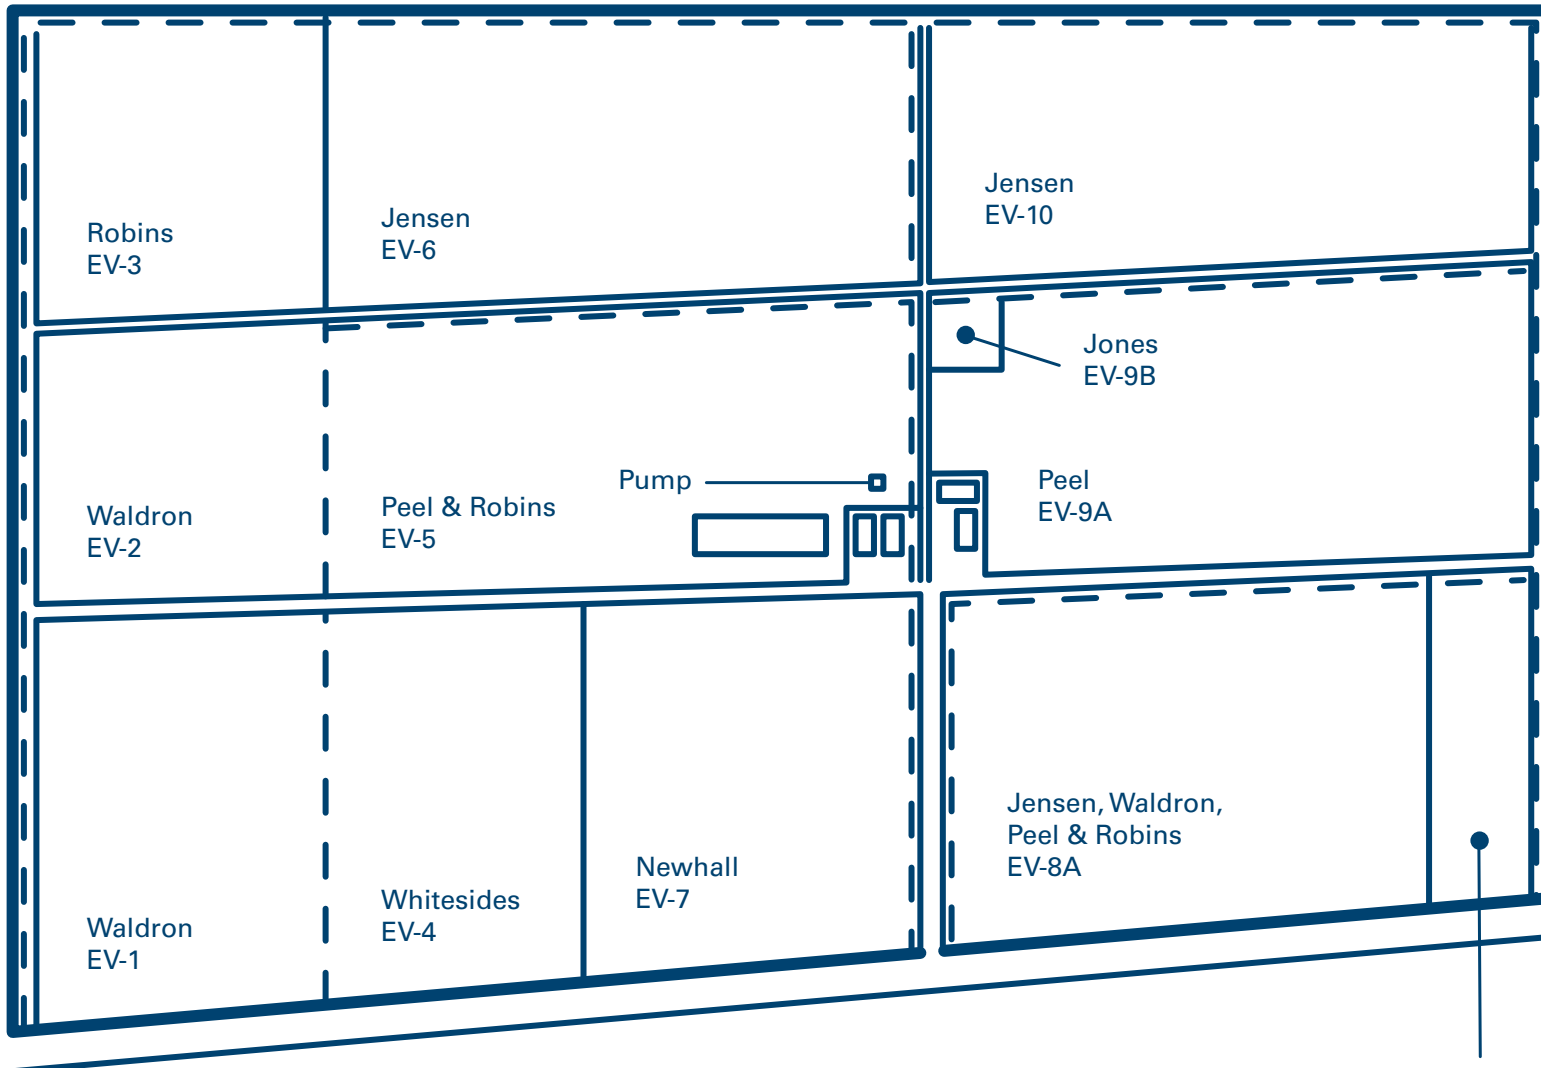 Robins
EV-3
Jensen
EV-6
Jensen
EV-10
Jones
EV-9B
Waldron
EV-2
Peel & Robins
EV-5
Pump
Peel
EV-9A
Waldron
EV-1
Whitesides
EV-4
Newhall
EV-7
Jensen, Waldron,
Peel & Robins
EV-8A